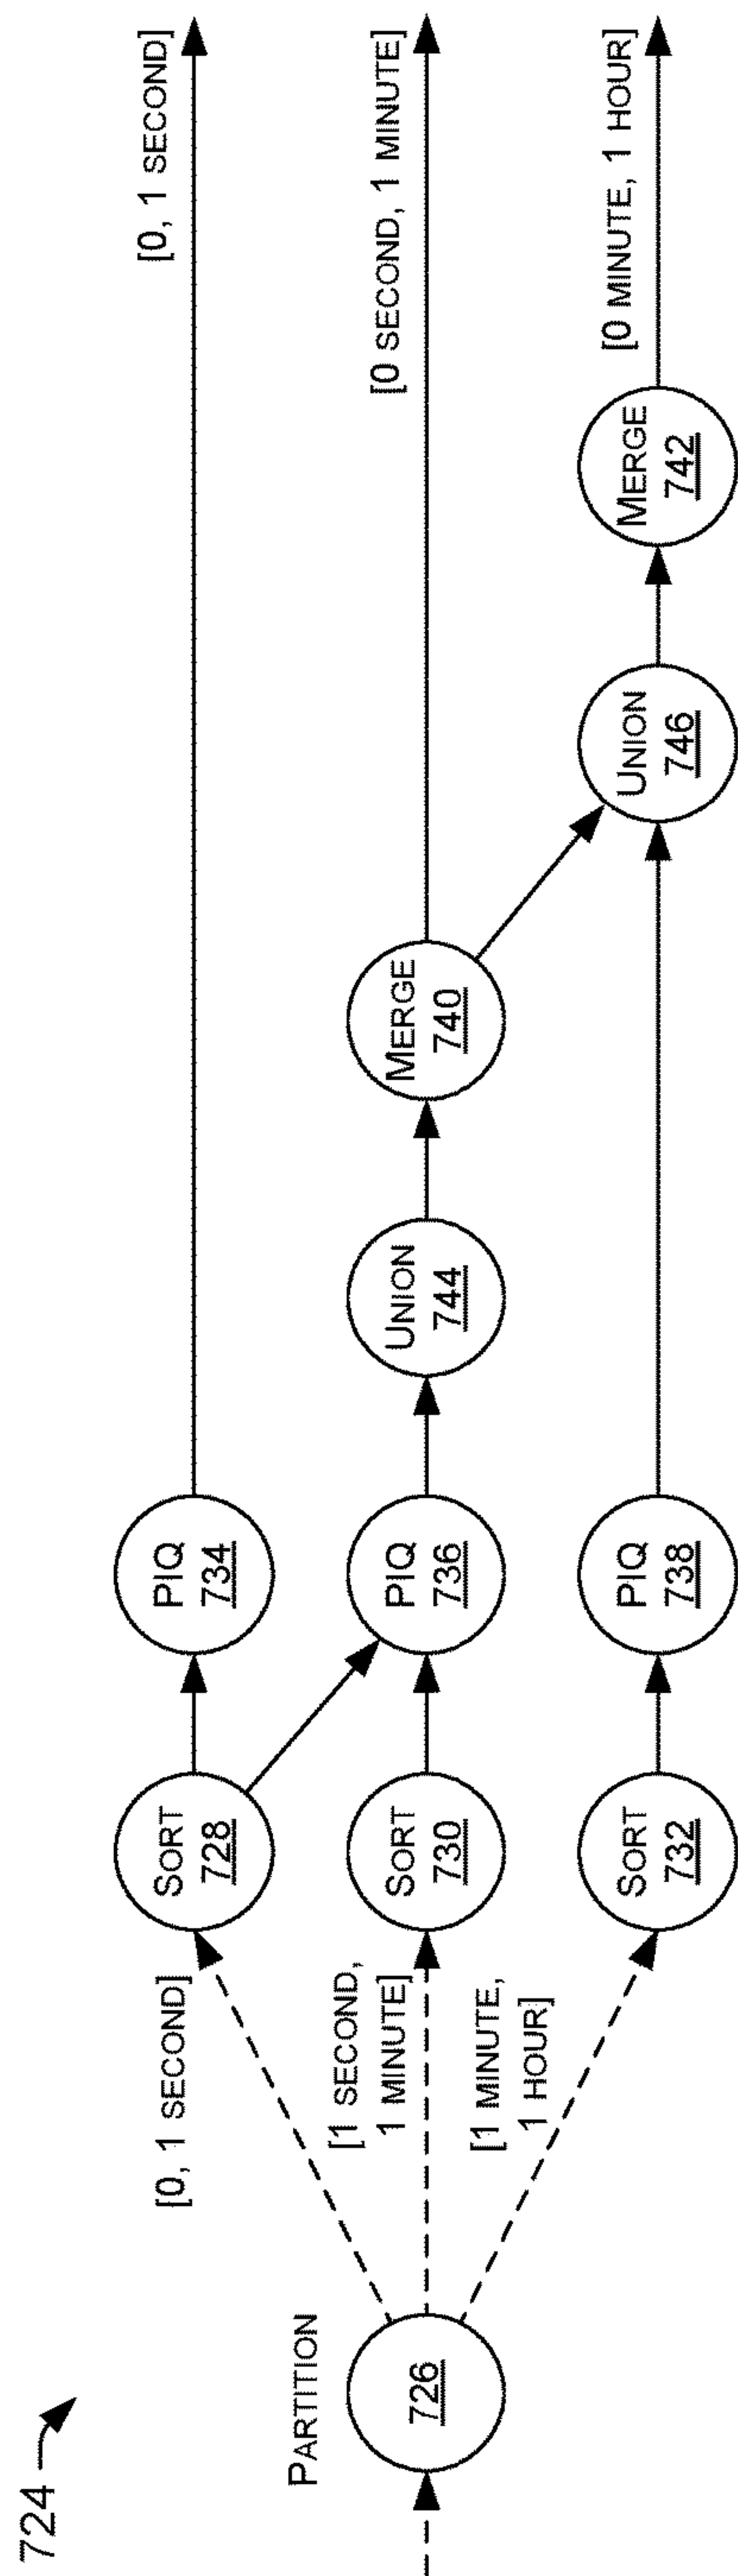 724
PARTITION
726
[0, 1 SECOND]
[1 SECOND,
1 MINUTE]
[1 MINUTE,
1 HOUR]
SORT
728
SORT
730
SORT
732
PIQ
734
PIQ
736
PIQ
738
UNION
744
MERGE
740
UNION
746
MERGE
742
[0, 1 SECOND]
[0 SECOND, 1 MINUTE]
[0 MINUTE, 1 HOUR]